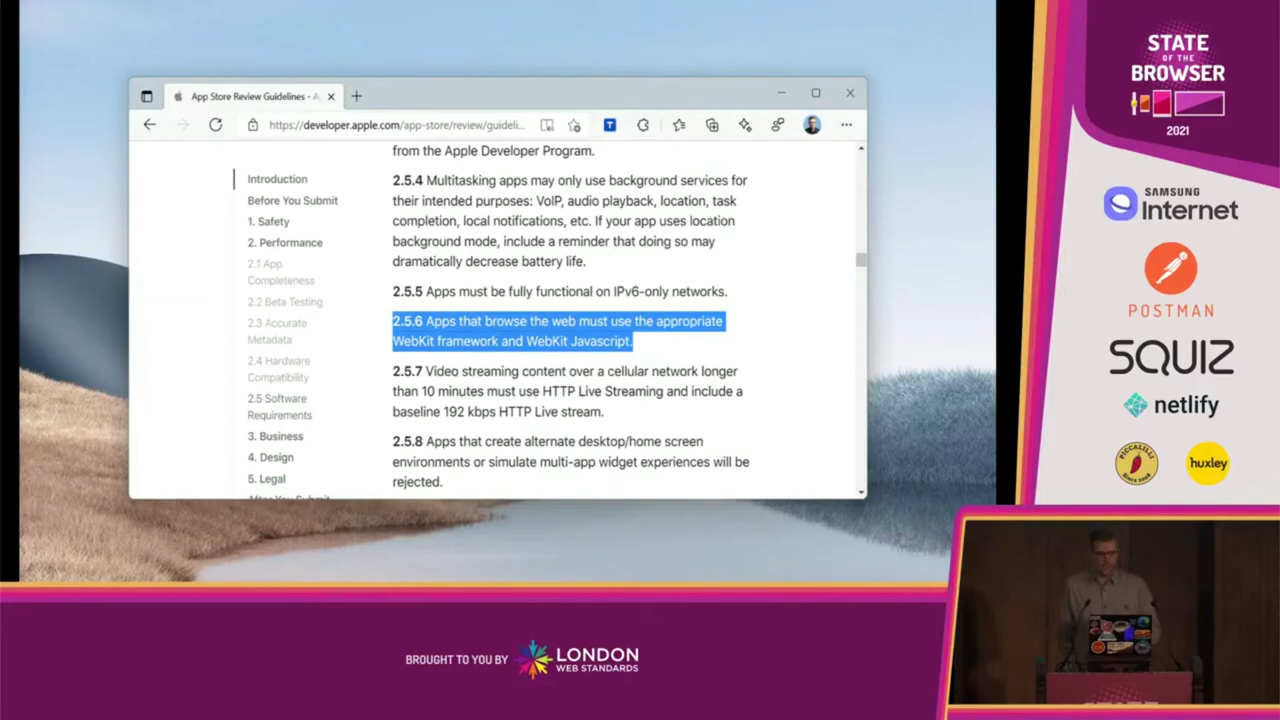 App Store Review Guidelines - A
https://developer.apple.com/app-store/review/guideli...
T
Introduction
Before You Submit
1. Safety
2. Performance
2.1 App
Completeness
2.2 Beta Testing
2.3 Accurate
Metadata
2.4 Hardware
Compatibility
2.5 Software
Requirements
3. Business
4. Design
5. Legal
After You Submit
from the Apple Developer Program.
2.5.4 Multitasking apps may only use background services for
their intended purposes: VoIP, audio playback, location, task
completion, local notifications, etc. If your app uses location
background mode, include a reminder that doing so may
dramatically decrease battery life.
2.5.5 Apps must be fully functional on IPv6-only networks.
2.5.6 Apps that browse the web must use the appropriate
WebKit framework and WebKit Javascript.
2.5.7 Video streaming content over a cellular network longer
than 10 minutes must use HTTP Live Streaming and include a
baseline 192 kbps HTTP Live stream.
2.5.8 Apps that create alternate desktop/home screen
environments or simulate multi-app widget experiences will be
rejected.
STATE
OF THE
BROWSER
2021
SAMSUNG
Internet
POSTMAN
SQUIZ
netlify
PICCALILLI
SINCE
huxley
BROUGHT TO YOU BY
LONDON
WEB STANDARDS